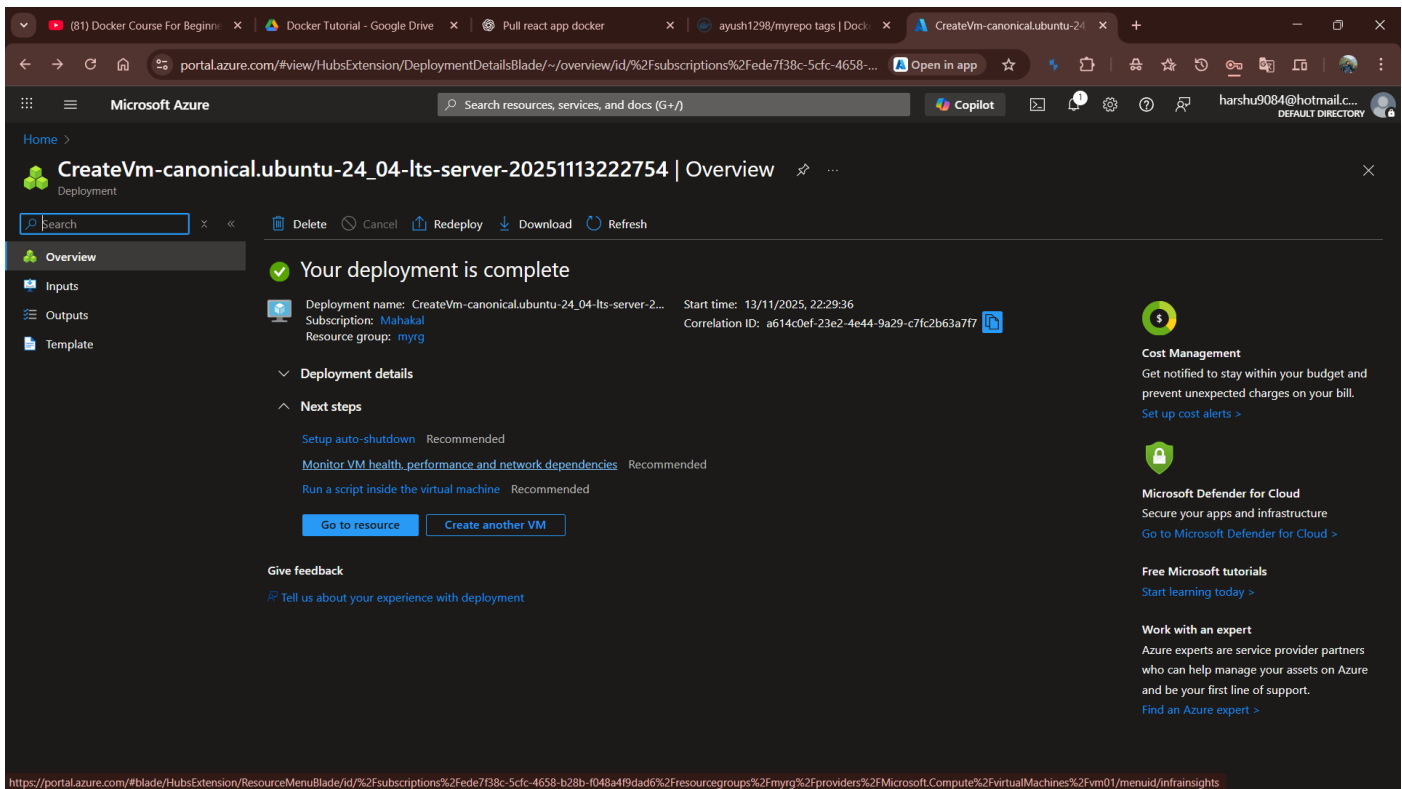 (81) Docker Course For Beginne
Docker Tutorial - Google Drive
Pull react app docker
ayush1298/myrepo tags | Docke
CreateVm-canonical.ubuntu-24
portal.azure.com/#view/HubsExtension/DeploymentDetailsBlade/~/overview/id/%2Fsubscriptions%2Fede7f38c-5cfc-4658-...
Open in app
Microsoft Azure
Search resources, services, and docs (G+/)
Copilot
1
harshu9084@hotmail.c...
DEFAULT DIRECTORY
Home >
CreateVm-canonical.ubuntu-24_04-lts-server-20251113222754 | Overview
Deployment
Search
Delete
Cancel
Redeploy
Download
Refresh
Overview
Inputs
Outputs
Template
Your deployment is complete
Deployment name: CreateVm-canonical.ubuntu-24_04-lts-server-2...
Subscription: Mahakal
Resource group: myrg
Start time: 13/11/2025, 22:29:36
Correlation ID: a614c0ef-23e2-4e44-9a29-c7fc2b63a7f7
Deployment details
Next steps
Setup auto-shutdown Recommended
Monitor VM health, performance and network dependencies Recommended
Run a script inside the virtual machine Recommended
Go to resource
Create another VM
Give feedback
Tell us about your experience with deployment
$
Cost Management
Get notified to stay within your budget and
prevent unexpected charges on your bill.
Set up cost alerts >
Microsoft Defender for Cloud
Secure your apps and infrastructure
Go to Microsoft Defender for Cloud >
Free Microsoft tutorials
Start learning today >
Work with an expert
Azure experts are service provider partners
who can help manage your assets on Azure
and be your first line of support.
Find an Azure expert >
https://portal.azure.com/#blade/HubsExtension/ResourceMenuBlade/id/%2Fsubscriptions%2Fede7f38c-5cfc-4658-b28b-f048a4f9dad6%2Fresourcegroups%2Fmyrg%2Fproviders%2FMicrosoft.Compute%2FvirtualMachines%2Fvm01/menuid/infrainsights